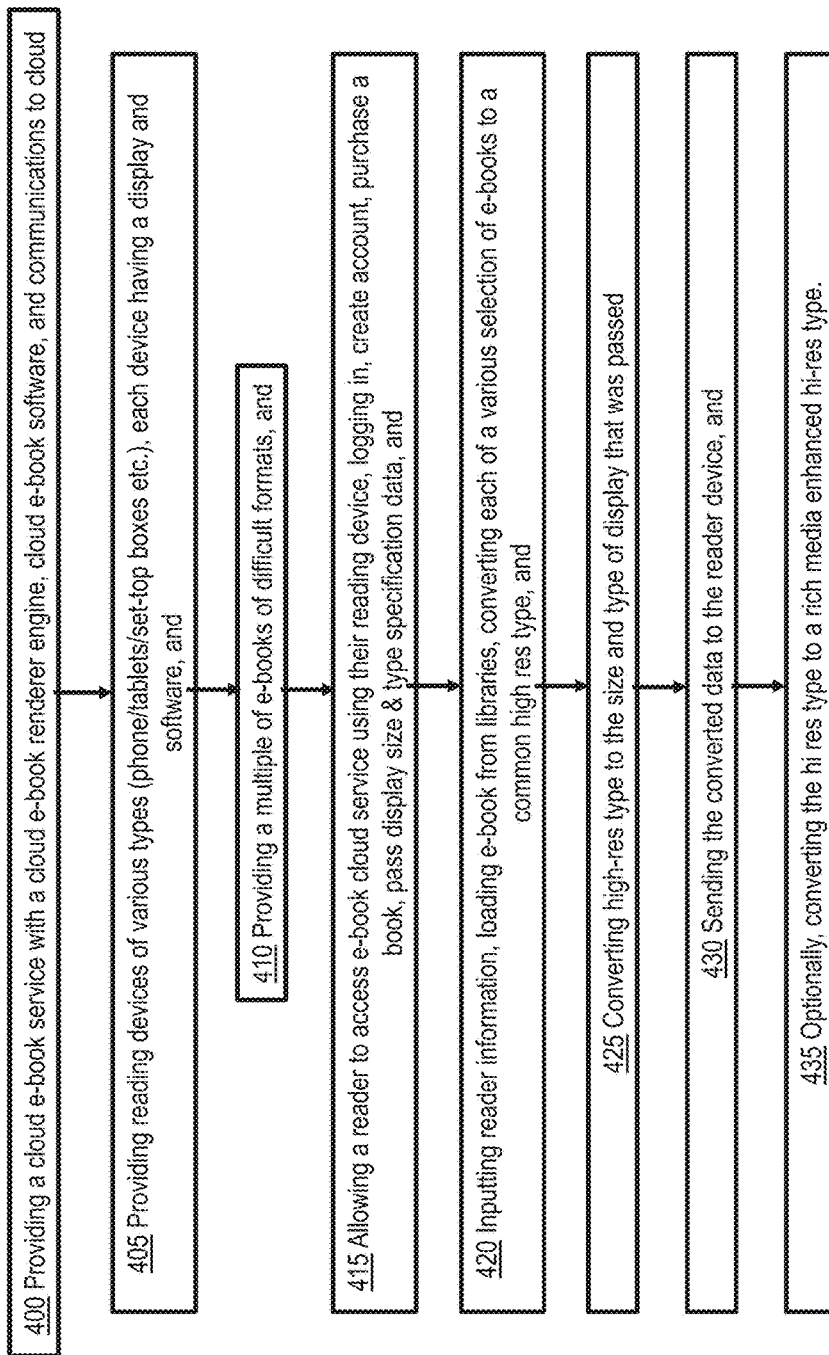 400 Providing a cloud e-book service with a cloud e-book renderer engine, cloud e-book software, and communications to cloud
405 Providing reading devices of various types (phone/tablets/set-top boxes etc.), each device having a display and
software, and
410 Providing a multiple of e-books of difficult formats, and
415 Allowing a reader to access e-book cloud service using their reading device, logging in, create account, purchase a
book, pass display size & type specification data, and
420 Inputting reader information, loading e-book from libraries, converting each of a various selection of e-books to a
common high res type, and
425 Converting high-res type to the size and type of display that was passed
430 Sending the converted data to the reader device, and
435 Optionally, converting the hi res type to a rich media enhanced hi-res type.